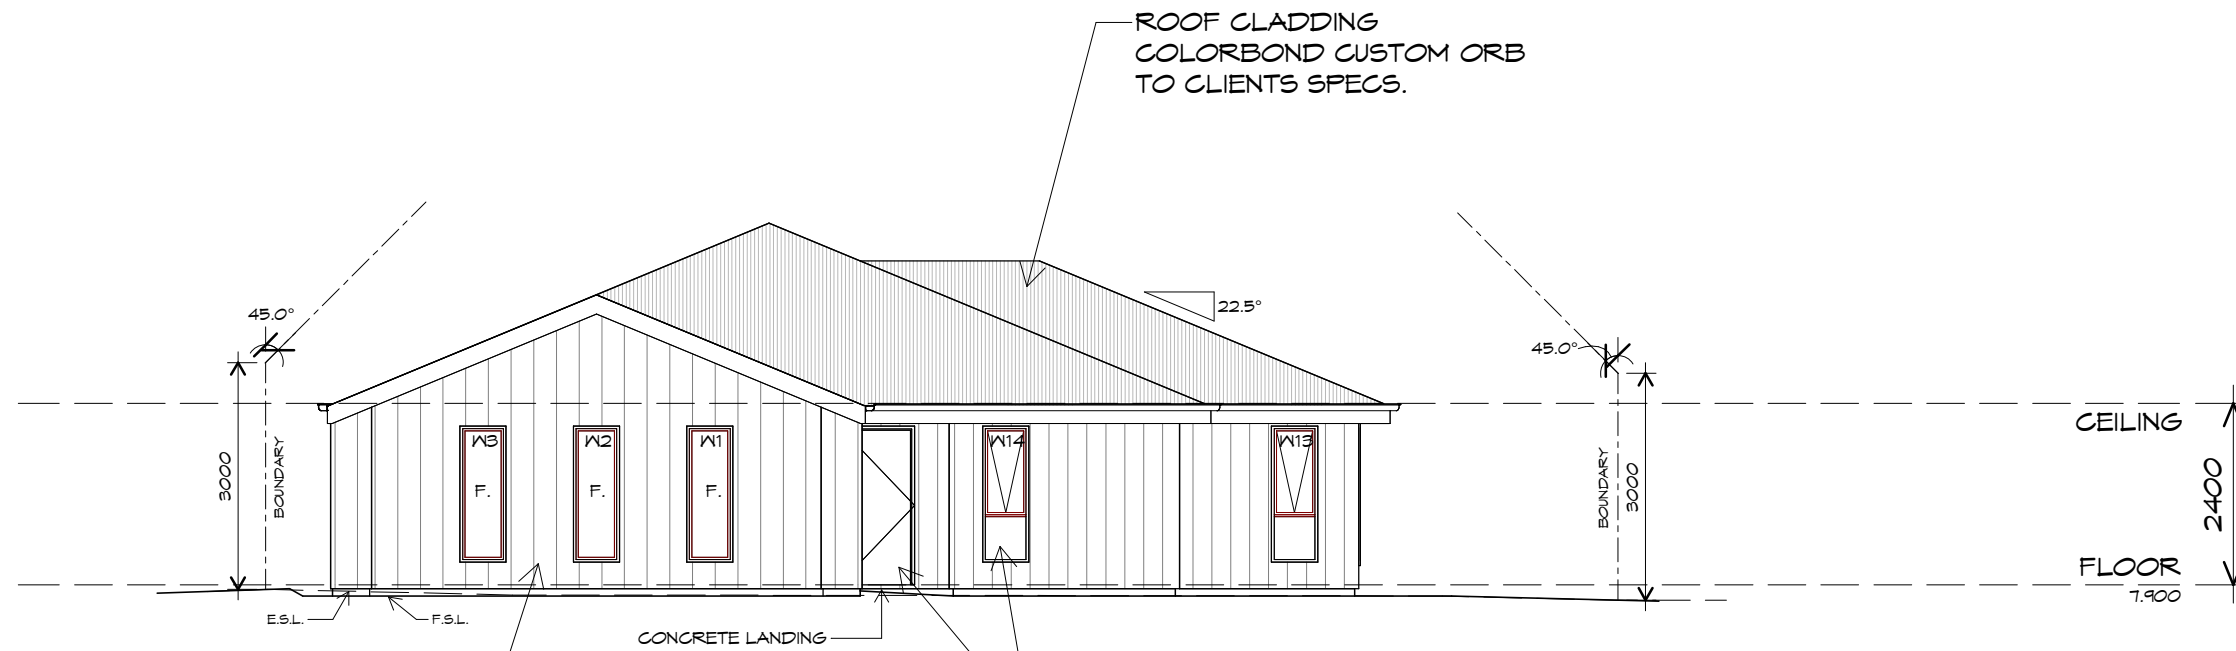 ROOF CLADDING
COLORBOND CUSTOM ORB
TO CLIENTS SPECS.
22.5°
45.0°
45.0°
CEILING
W3
W2
W1
W14
W13
3000
BOUNDARY
F.
F.
F.
BOUNDARY
3000
2400
FLOOR
7.900
E.S.L.
F.S.L.
CONCRETE LANDING